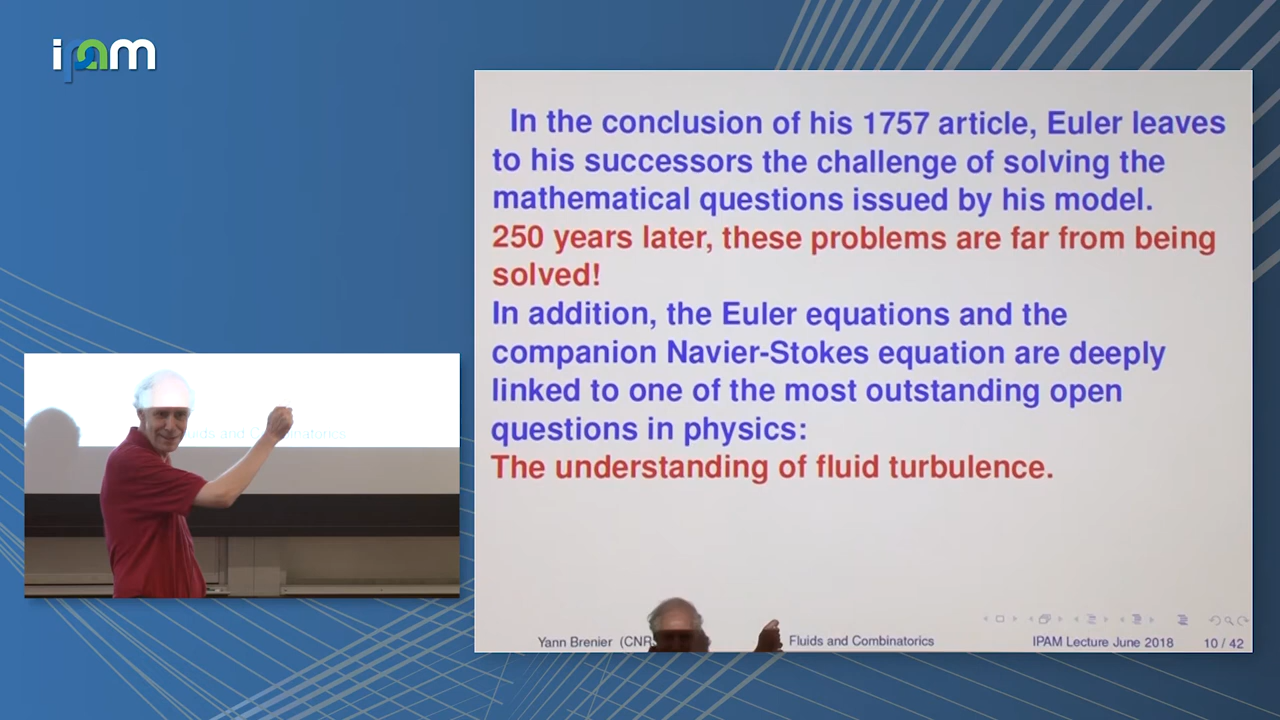 ipam
In the conclusion of his 1757 article, Euler leaves
to his successors the challenge of solving the
mathematical questions issued by his model.
250 years later, these problems are far from being
solved!
In addition, the Euler equations and the
companion Navier-Stokes equation are deeply
linked to one of the most outstanding open
questions in physics:
The understanding of fluid turbulence.
Yann Brenier (CNR
Fluids and Combinatorics
IPAM Lecture June 2018
10 / 42